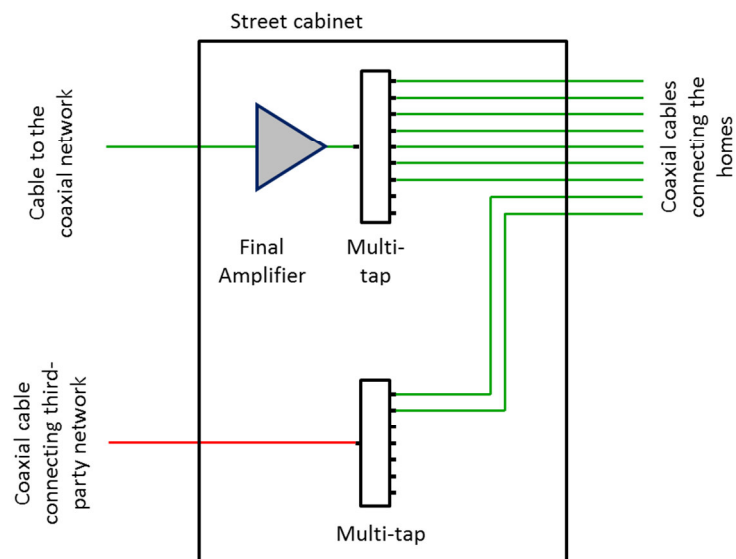 Street cabinet
Cable to the
coaxial network
Final
Amplifier
Multi-
tap
Coaxial cables
connecting the
homes
Coaxial cable
connecting third-
party network
Multi-tap